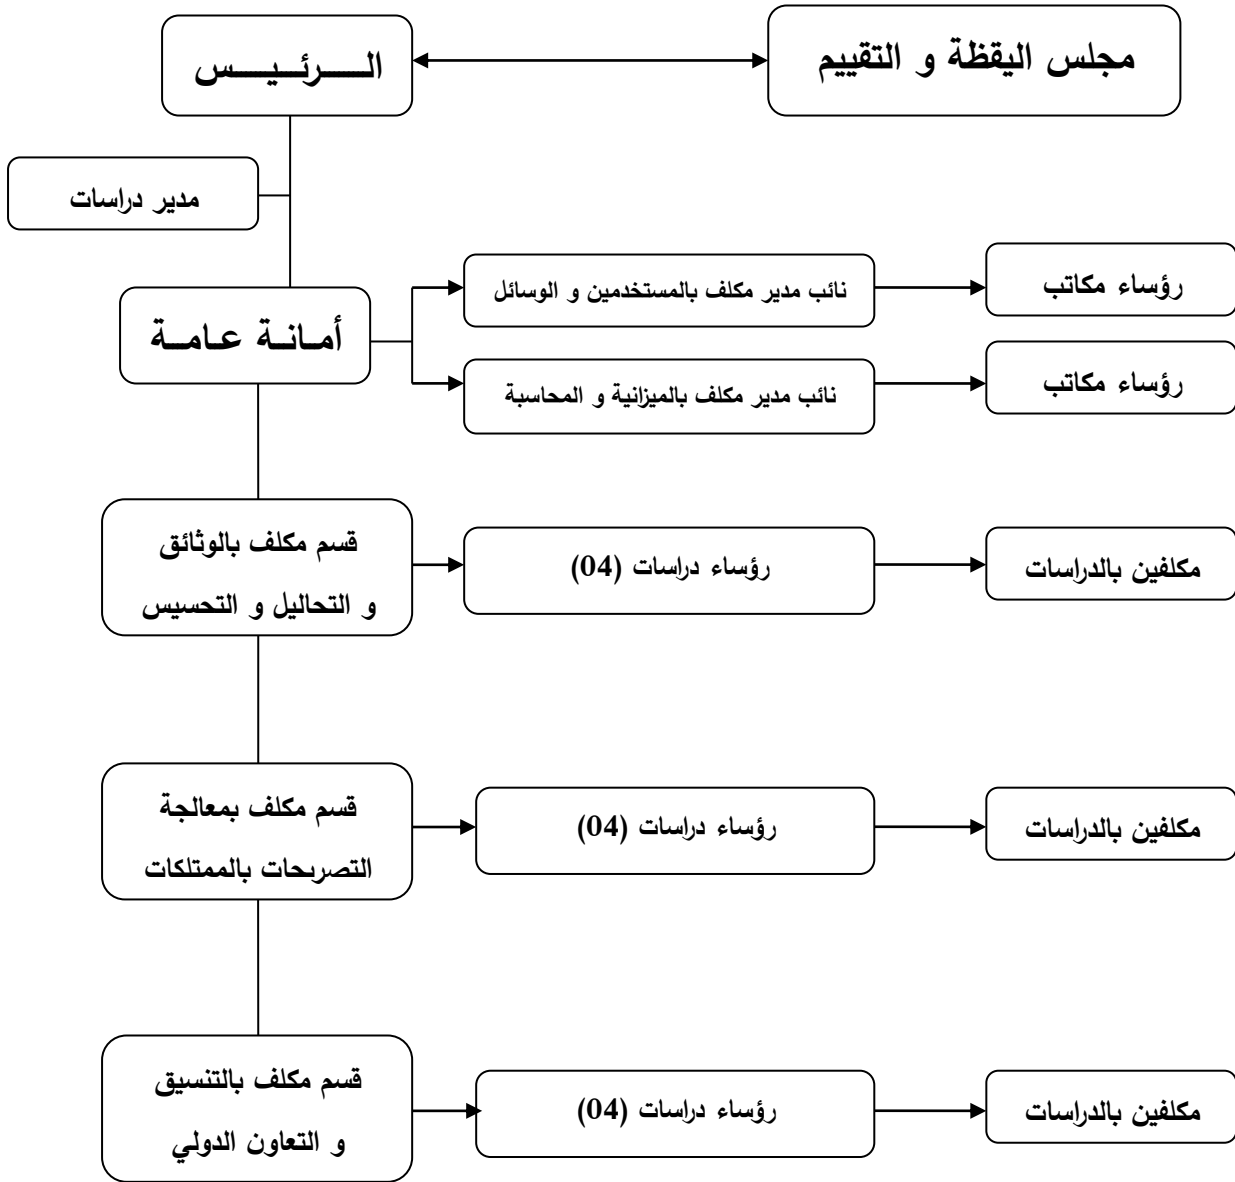 الـــــرئــيـــــس
مجلس اليقظة و التقييم
مدير دراسات
أمـانـة عـامـة
نائب مدير مكلف بالمستخدمين و الوسائل
رؤساء مكاتب
نائب مدير مكلف بالميزانية و المحاسبة
رؤساء مكاتب
قسم مكلف بالوثائق
و التحاليل و التحسيس
رؤساء دراسات (04)
مكلفين بالدراسات
قسم مكلف بمعالجة
التصريحات بالممتلكات
رؤساء دراسات (04)
مكلفين بالدراسات
قسم مكلف بالتنسيق
و التعاون الدولي
رؤساء دراسات (04)
مكلفين بالدراسات